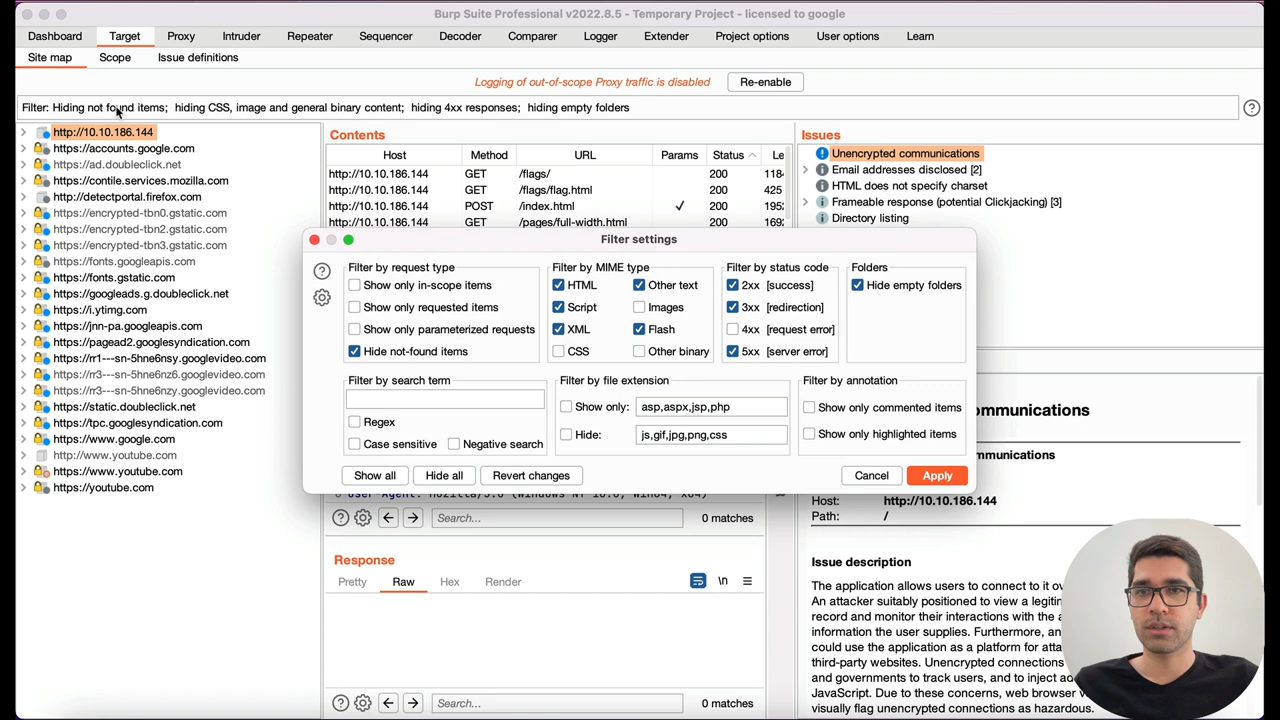 Burp Suite Professional v2022.8.5 - Temporary Project - licensed to google
Dashboard Target Proxy Intruder Repeater Sequencer Decoder Comparer Logger Extender Project options User options Learn
Site map Scope Issue definitions
Logging of out-of-scope Proxy traffic is disabled Re-enable
Filter: Hiding not found items; hiding CSS, image and general binary content; hiding 4xx responses; hiding empty folders
http://10.10.186.144
https://accounts.google.com
https://ad.doubleclick.net
https://contile.services.mozilla.com
http://detectportal.firefox.com
https://encrypted-tbn0.gstatic.com
https://encrypted-tbn2.gstatic.com
https://encrypted-tbn3.gstatic.com
https://fonts.googleapis.com
https://fonts.gstatic.com
https://googleads.g.doubleclick.net
https://i.ytimg.com
https://jnn-pa.googleapis.com
https://pagead2.googlesyndication.com
https://rr1---sn-5hne6nsy.googlevideo.com
https://rr3---sn-5hne6nz6.googlevideo.com
https://rr3---sn-5hne6nzy.googlevideo.com
https://static.doubleclick.net
https://tpc.googlesyndication.com
https://www.google.com
http://www.youtube.com
https://www.youtube.com
https://youtube.com
Contents
Host Method URL Params Status Le
http://10.10.186.144 GET /flags/ 200 1184
http://10.10.186.144 GET /flags/flag.html 200 425
http://10.10.186.144 POST /index.html 200 195
http://10.10.186.144 GET /pages/full-width.html 200 169
Issues
Unencrypted communications
Email addresses disclosed [2]
HTML does not specify charset
Frameable response (potential Clickjacking) [3]
Directory listing
Filter settings
Filter by request type
Show only in-scope items
Show only requested items
Show only parameterized requests
Hide not-found items
Filter by MIME type
HTML Other text
Script Images
XML Flash
CSS Other binary
Filter by status code
2xx [success]
3xx [redirection]
4xx [request error]
5xx [server error]
Folders
Hide empty folders
Filter by search term
Regex
Case sensitive Negative search
Filter by file extension
Show only: asp,aspx,jsp,php
Hide: js,gif,jpg,png,css
Filter by annotation
Show only commented items
Show only highlighted items
Show all Hide all Revert changes Cancel Apply
Search... 0 matches
Response
Pretty Raw Hex Render \n
Search... 0 matches
mmunications
ommunications
Host: http://10.10.186.144
Path: /
Issue description
The application allows users to connect to it ov
An attacker suitably positioned to view a legitin
record and monitor their interactions with the a
information the user supplies. Furthermore, an
could use the application as a platform for atta
third-party websites. Unencrypted connections
and governments to track users, and to inject ad
JavaScript. Due to these concerns, web browser v
visually flag unencrypted connections as hazardous.